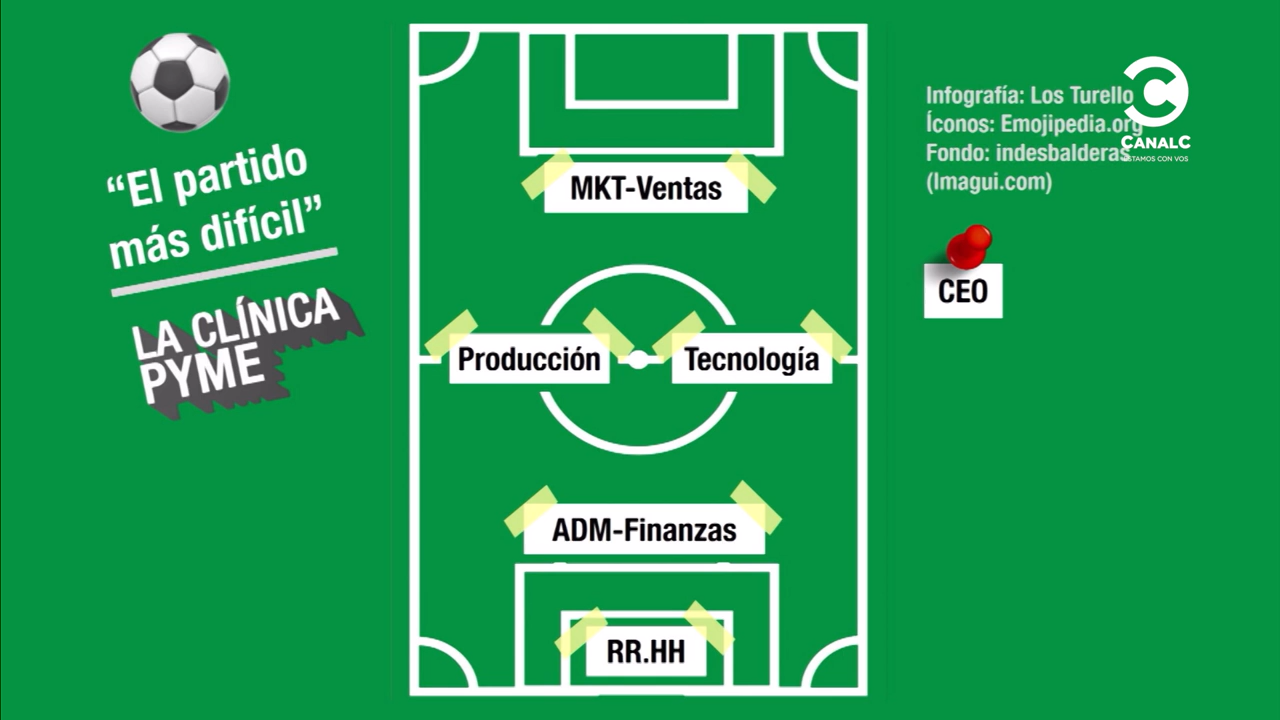 “El partido
más difícil”
LA CLÍNICA
PYME
MKT-Ventas
Producción
Tecnología
ADM-Finanzas
RR.HH
Infografía: Los Turello
Íconos: Emojipedia.org
Fondo: indesbalderas
(Imagui.com)
CANALC
ESTAMOS CON VOS
CEO